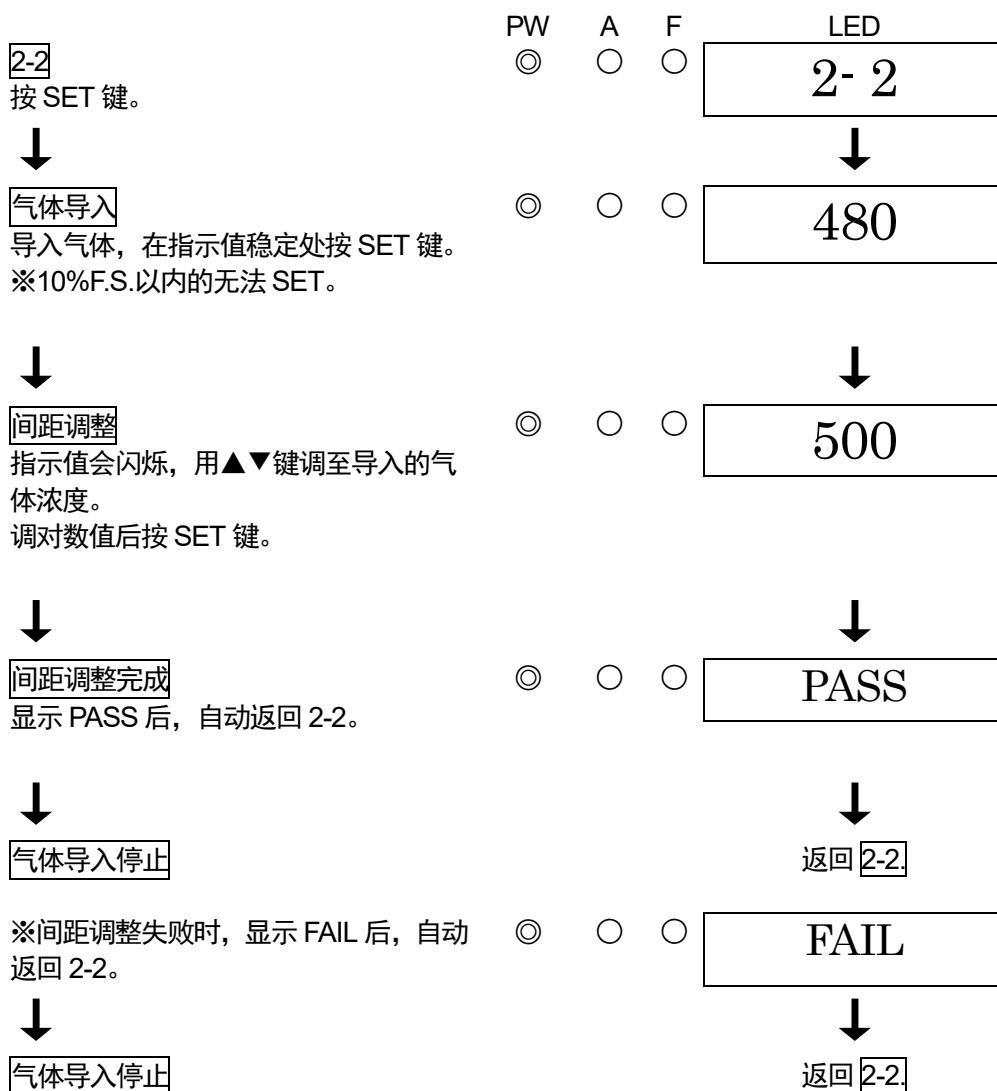 PW A F LED
2-2 ◎ ○ ○ 2- 2
按 SET 键。
↓ ↓
气体导入 ◎ ○ ○ 480
导入气体，在指示值稳定处按 SET 键。
※10%F.S.以内的无法 SET。
↓ ↓
间距调整 ◎ ○ ○ 500
指示值会闪烁，用▲▼键调至导入的气
体浓度。
调对数值后按 SET 键。
↓ ↓
间距调整完成 ◎ ○ ○ PASS
显示 PASS 后，自动返回 2-2。
↓ ↓
气体导入停止 返回 2-2.
※间距调整失败时，显示 FAIL 后，自动 ◎ ○ ○ FAIL
返回 2-2。
↓ ↓
气体导入停止 返回 2-2.